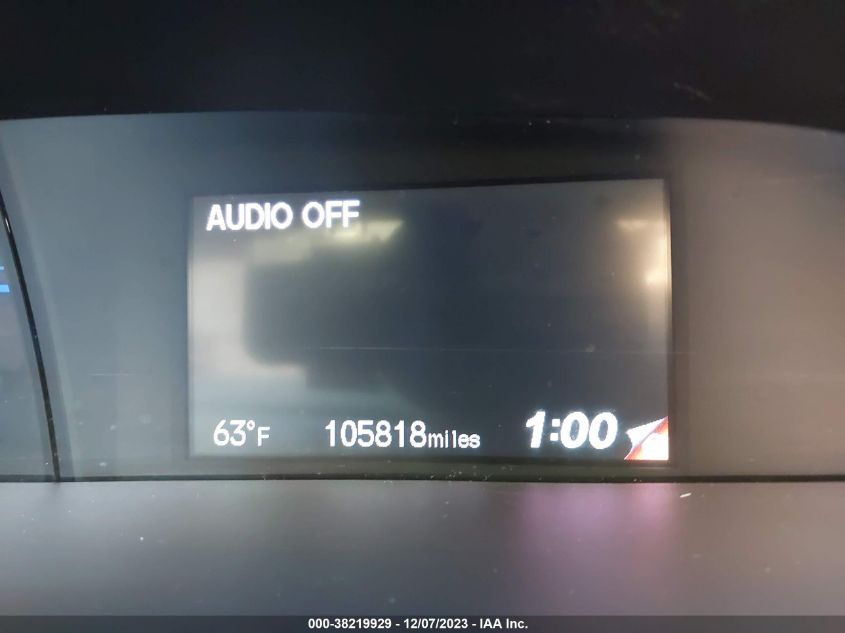 AUDIO OFF
63°F 105818miles 1:00
000-38219929 - 12/07/2023 - IAA Inc.